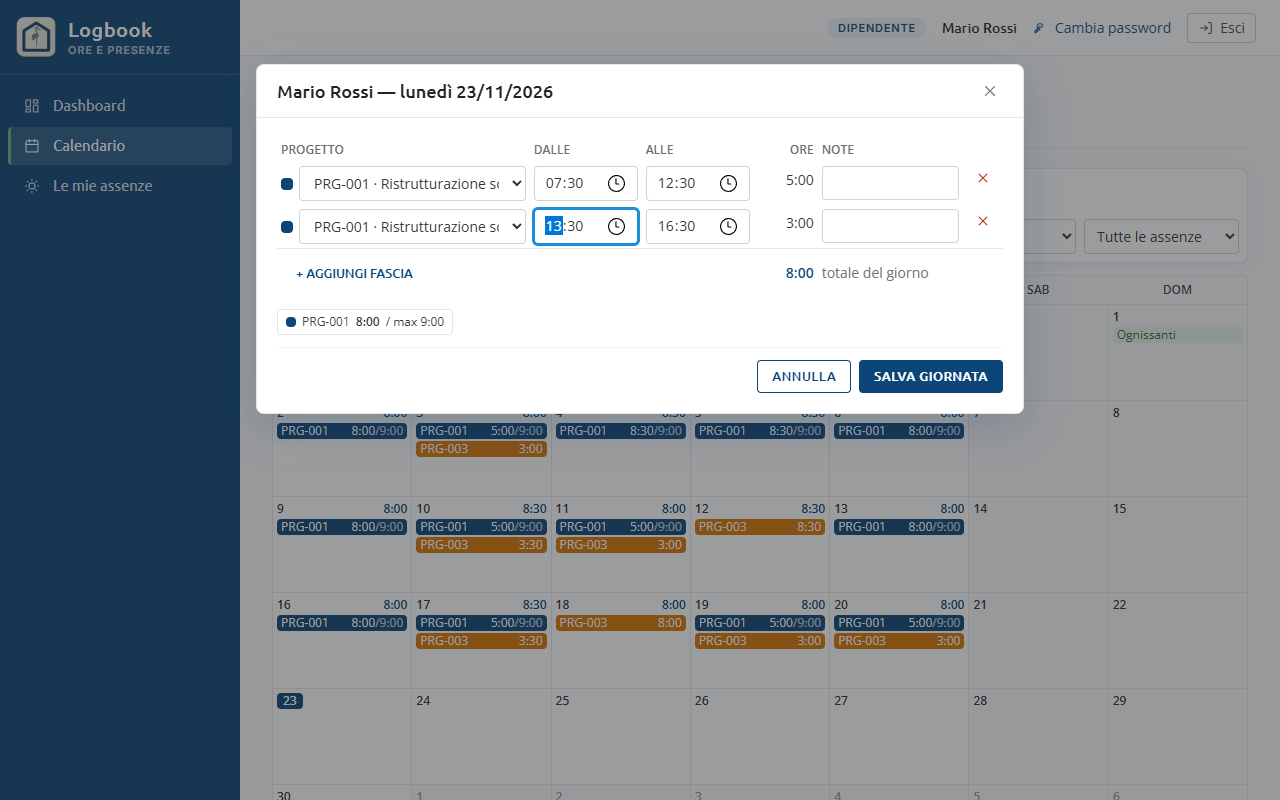 Logbook
ORE E PRESENZE
DIPENDENTE Mario Rossi Cambia password Esci
Dashboard
Calendario
Le mie assenze
Mario Rossi — lunedì 23/11/2026
PROGETTO DALLE ALLE ORE NOTE
PRG-001 · Ristrutturazione sc 07:30 12:30 5:00
PRG-001 · Ristrutturazione sc 13:30 16:30 3:00
+ AGGIUNGI FASCIA 8:00 totale del giorno
PRG-001 8:00 / max 9:00
ANNULLA SALVA GIORNATA
Tutte le assenze
SAB DOM
1
Ognissanti
2 8:00 3 8:00 4 8:30 5 8:30 6 8:00 7 8
PRG-001 8:00/9:00 PRG-001 5:00/9:00 PRG-001 8:30/9:00 PRG-001 8:30/9:00 PRG-001 8:00/9:00
PRG-003 3:00
9 8:00 10 8:30 11 8:00 12 8:30 13 8:00 14 15
PRG-001 8:00/9:00 PRG-001 5:00/9:00 PRG-001 5:00/9:00 PRG-003 8:30 PRG-001 8:00/9:00
PRG-003 3:30 PRG-003 3:00
16 8:00 17 8:30 18 8:00 19 8:00 20 8:00 21 22
PRG-001 8:00/9:00 PRG-001 5:00/9:00 PRG-003 8:00 PRG-001 5:00/9:00 PRG-001 5:00/9:00
PRG-003 3:30 PRG-003 3:00 PRG-003 3:00
23 24 25 26 27 28 29
30 1 2 3 4 5 6